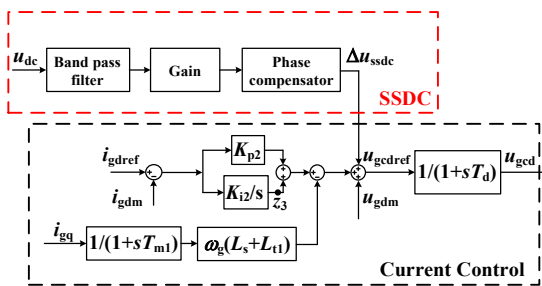 u_dc
Band pass filter
Gain
Phase compensator
Δu_ssdc
SSDC
i_gdref
+
−
i_gdm
K_p2
K_i2/s
z_3
+
+
+
−
+
+
+
u_gcdref
u_gdm
1/(1+sT_d)
u_gcd
i_gq
1/(1+sT_m1)
ω_g(L_s+L_t1)
Current Control